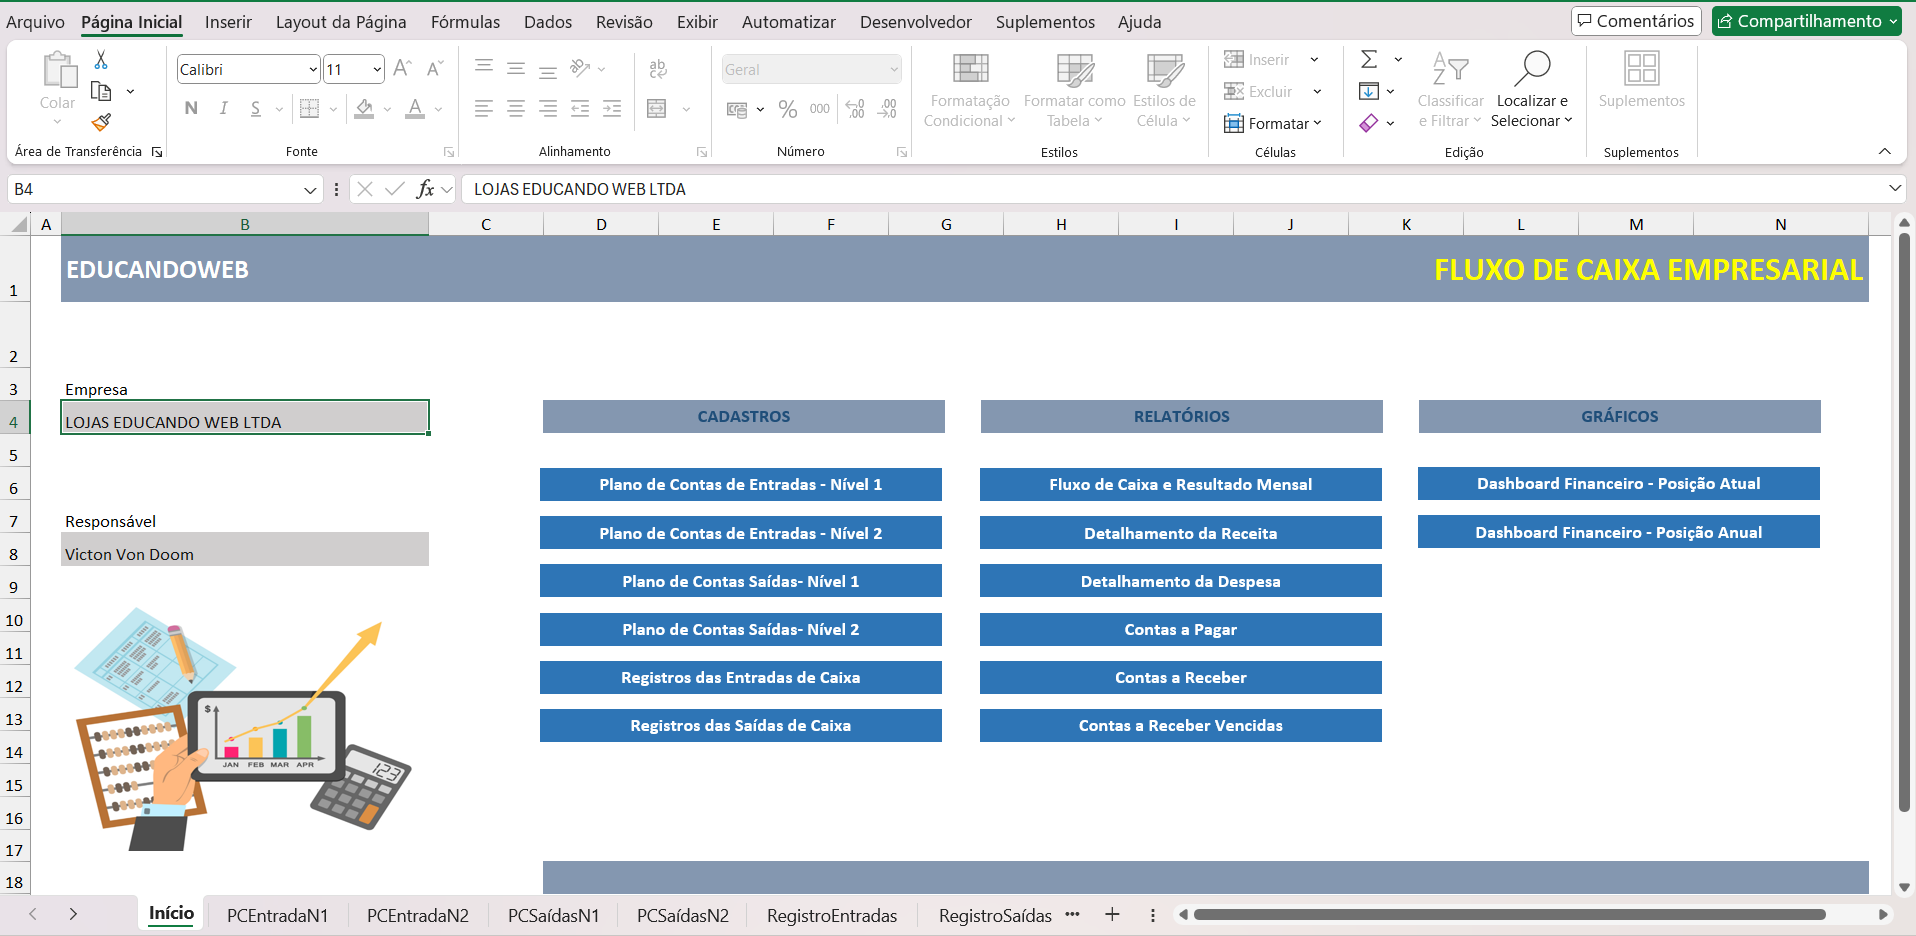 Arquivo Página Inicial Inserir Layout da Página Fórmulas Dados Revisão Exibir Automatizar Desenvolvedor Suplementos Ajuda Comentários Compartilhamento
Colar
Área de Transferência
Calibri 11
N I S A
Fonte
ab
Alinhamento
Geral
% 000
Número
Formatação Condicional
Formatar como Tabela
Estilos de Célula
Estilos
Inserir
Excluir
Formatar
Células
Classificar e Filtrar
Localizar e Selecionar
Edição
Suplementos
Suplementos
B4 fx LOJAS EDUCANDO WEB LTDA
A B C D E F G H I J K L M N
1
2
3
4
5
6
7
8
9
10
11
12
13
14
15
16
17
18
EDUCANDOWEB
FLUXO DE CAIXA EMPRESARIAL
Empresa
LOJAS EDUCANDO WEB LTDA
Responsável
Victon Von Doom
$
JAN FEB MAR APR
123
CADASTROS
Plano de Contas de Entradas - Nível 1
Plano de Contas de Entradas - Nível 2
Plano de Contas Saídas- Nível 1
Plano de Contas Saídas- Nível 2
Registros das Entradas de Caixa
Registros das Saídas de Caixa
RELATÓRIOS
Fluxo de Caixa e Resultado Mensal
Detalhamento da Receita
Detalhamento da Despesa
Contas a Pagar
Contas a Receber
Contas a Receber Vencidas
GRÁFICOS
Dashboard Financeiro - Posição Atual
Dashboard Financeiro - Posição Anual
Início PCEntradaN1 PCEntradaN2 PCSaídasN1 PCSaídasN2 RegistroEntradas RegistroSaídas